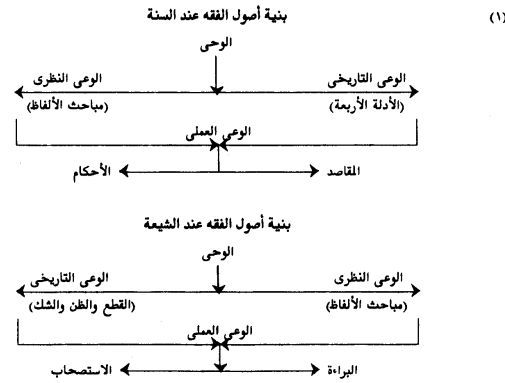 (١)
بنية أصول الفقه عند السنة
الوحى
الوعى التاريخى الوعى النظرى
(الأدلة الأربعة) (مباحث الألفاظ)
الوعى العملى
المقاصد الأحكام
بنية أصول الفقه عند الشيعة
الوحى
الوعى النظرى الوعى التاريخى
(مباحث الألفاظ) (القطع والظن والشك)
الوعى العملى
البراءة الاستصحاب